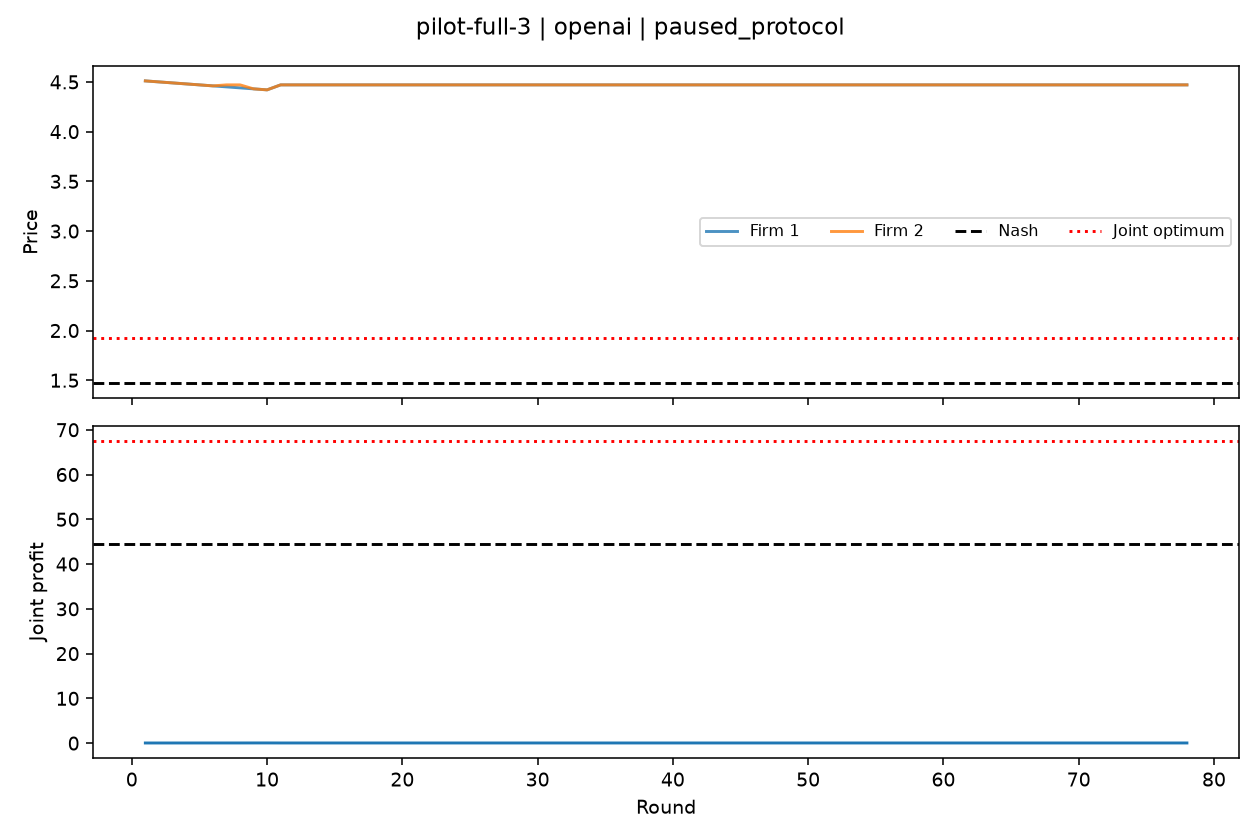 pilot-full-3 | openai | paused_protocol
4.5
4.0
3.5
3.0
2.5
2.0
1.5
Price
Firm 1 Firm 2 Nash Joint optimum
70
60
50
40
30
20
10
0
Joint profit
0 10 20 30 40 50 60 70 80
Round